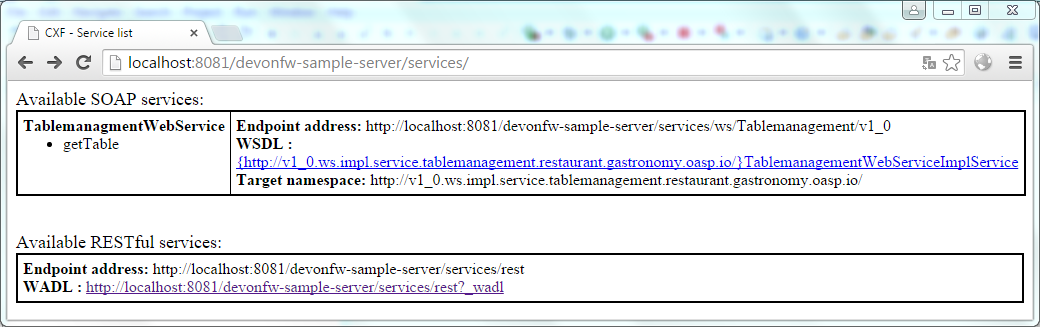 CXF - Service list
localhost:8081/devonfw-sample-server/services/
Available SOAP services:
TablemanagmentWebService
getTable
Endpoint address: http://localhost:8081/devonfw-sample-server/services/ws/Tablemanagement/v1_0
WSDL :
{http://v1_0.ws.impl.service.tablemanagement.restaurant.gastronomy.oasp.io/}TablemanagementWebServiceImplService
Target namespace: http://v1_0.ws.impl.service.tablemanagement.restaurant.gastronomy.oasp.io/
Available RESTful services:
Endpoint address: http://localhost:8081/devonfw-sample-server/services/rest
WADL : http://localhost:8081/devonfw-sample-server/services/rest?_wadl